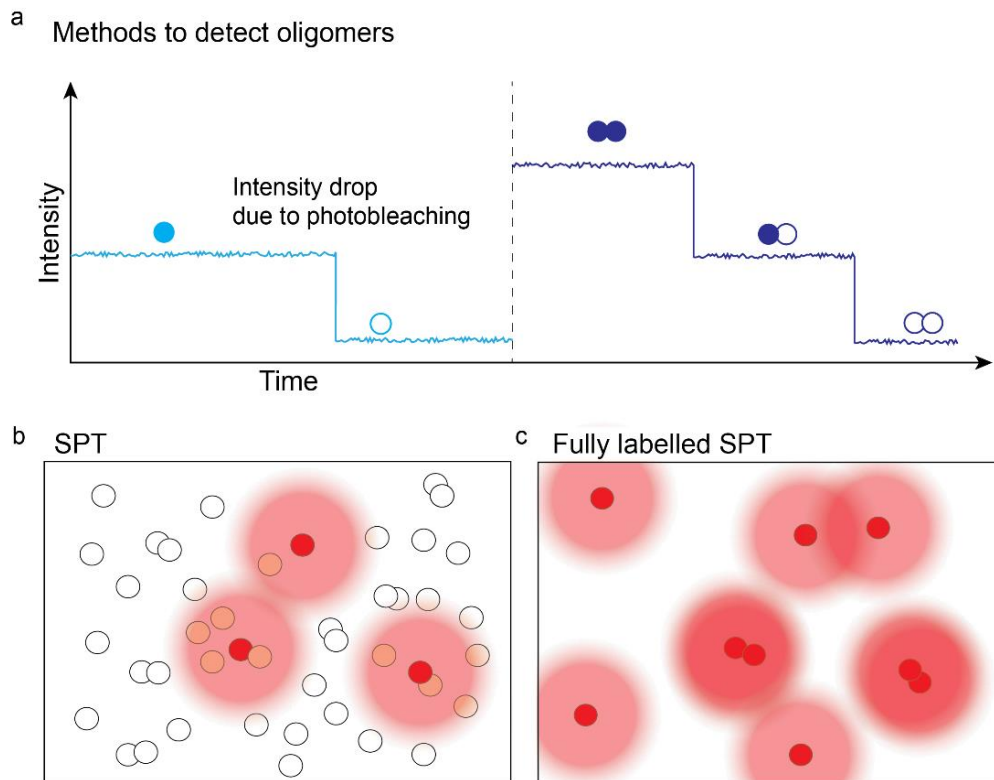 a
Methods to detect oligomers
Intensity
Intensity drop
due to photobleaching
Time
b
SPT
c
Fully labelled SPT